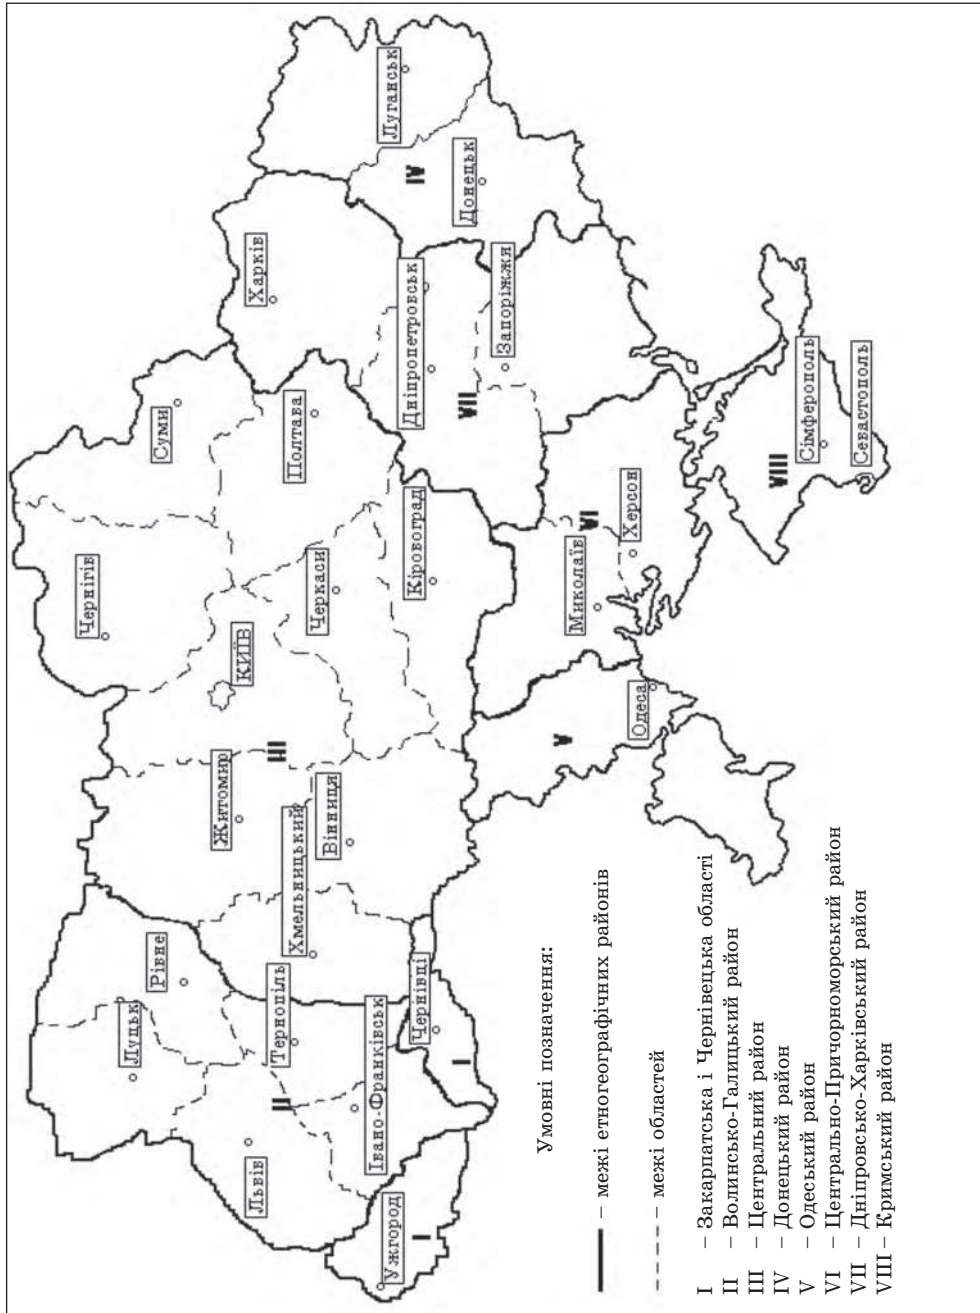 Луцьк
Рівне
Львів
Тернопіль
Хмельницький
Івано-Франківськ
Ужгород
Чернівці
Житомир
Вінниця
КИЇВ
Чернігів
Суми
Черкаси
Полтава
Кіровоград
Харків
Дніпропетровськ
Запоріжжя
Луганськ
Донецьк
Одеса
Миколаїв
Херсон
Сімферополь
Севастополь
I
I
II
III
IV
V
VI
VII
VIII
Умовні позначення:
– межі етногеографічних районів
– межі областей
I – Закарпатська і Чернівецька області
II – Волинсько-Галицький район
III – Центральний район
IV – Донецький район
V – Одеський район
VI – Центрально-Причорноморський район
VII – Дніпровсько-Харківський район
VIII – Кримський район